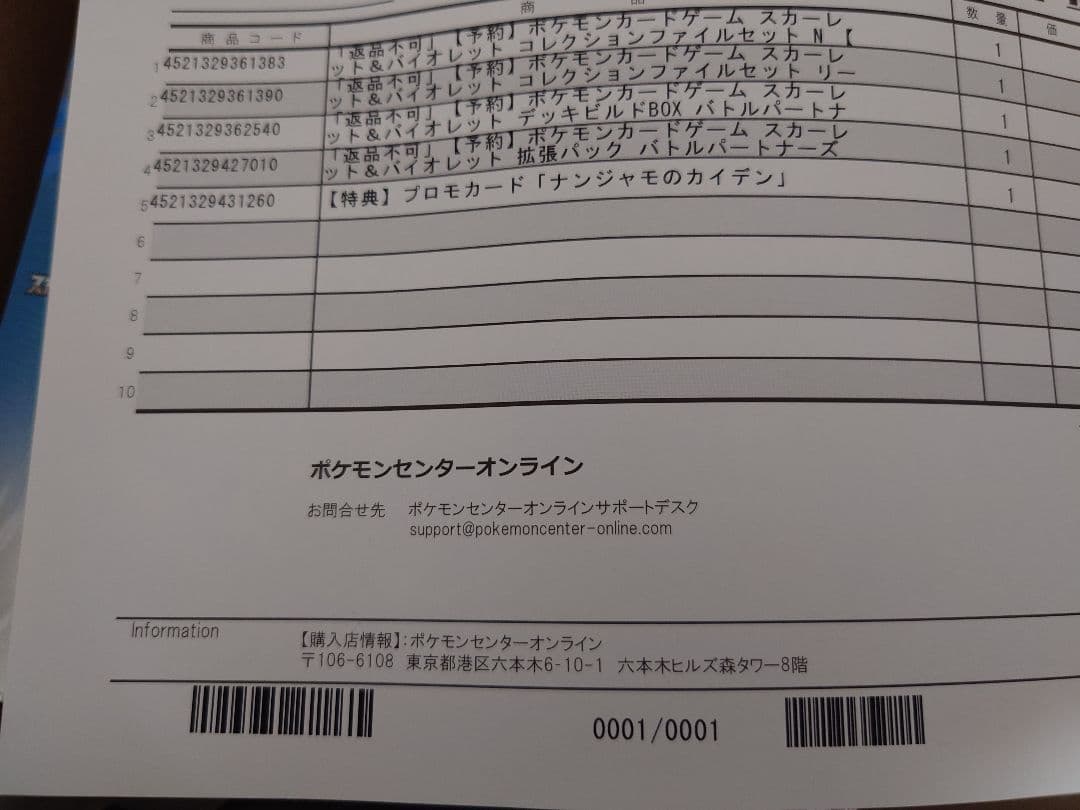 商 品
商品コード
数 量
価
1 4521329361383
「返品不可」【予約】ポケモンカードゲーム スカーレ
ット&バイオレット コレクションファイルセット N 【
1
2 4521329361390
「返品不可」【予約】ポケモンカードゲーム スカーレ
ット&バイオレット コレクションファイルセット リー
1
3 4521329362540
「返品不可」【予約】ポケモンカードゲーム スカーレ
ット&バイオレット デッキビルドBOX バトルパートナ
1
4 4521329427010
「返品不可」【予約】ポケモンカードゲーム スカーレ
ット&バイオレット 拡張パック バトルパートナーズ
1
5 4521329431260
【特典】プロモカード「ナンジャモのカイデン」
1
6
7
8
9
10
ポケモンセンターオンライン
お問合せ先 ポケモンセンターオンラインサポートデスク
support@pokemoncenter-online.com
Information
【購入店情報】:ポケモンセンターオンライン
〒106-6108 東京都港区六本木6-10-1 六本木ヒルズ森タワー8階
0001/0001